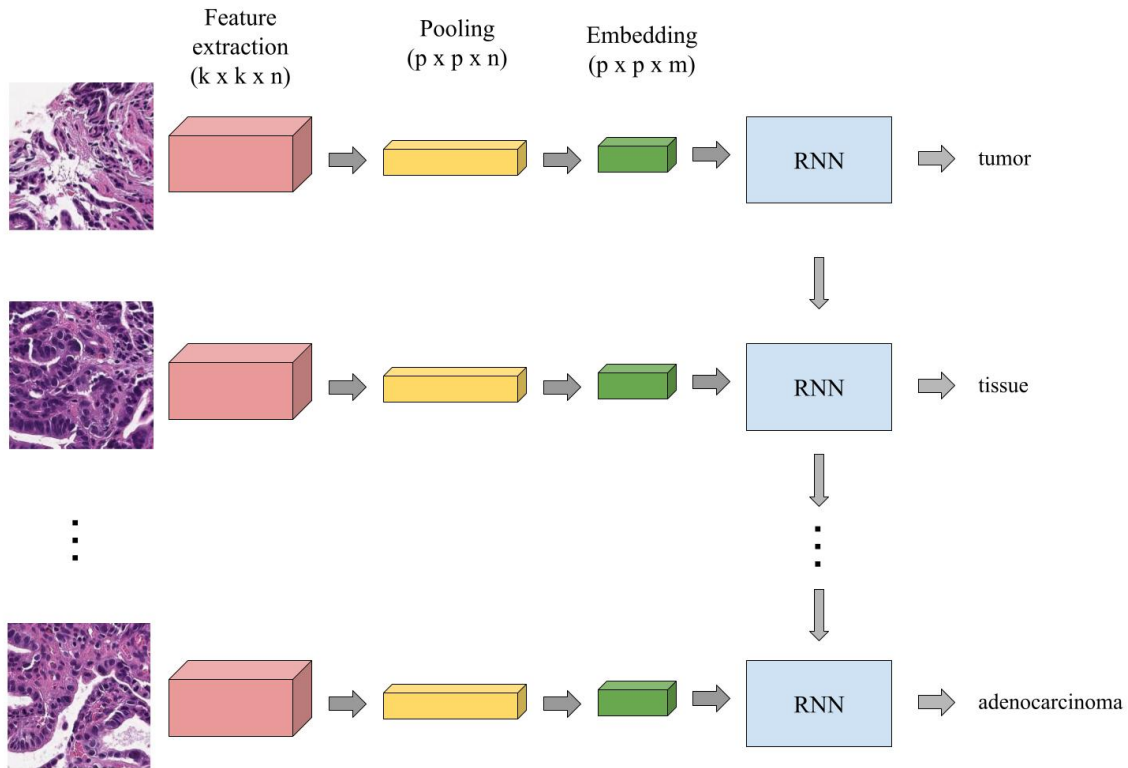 Feature
extraction
(k x k x n)
Pooling
(p x p x n)
Embedding
(p x p x m)
RNN
tumor
RNN
tissue
RNN
adenocarcinoma